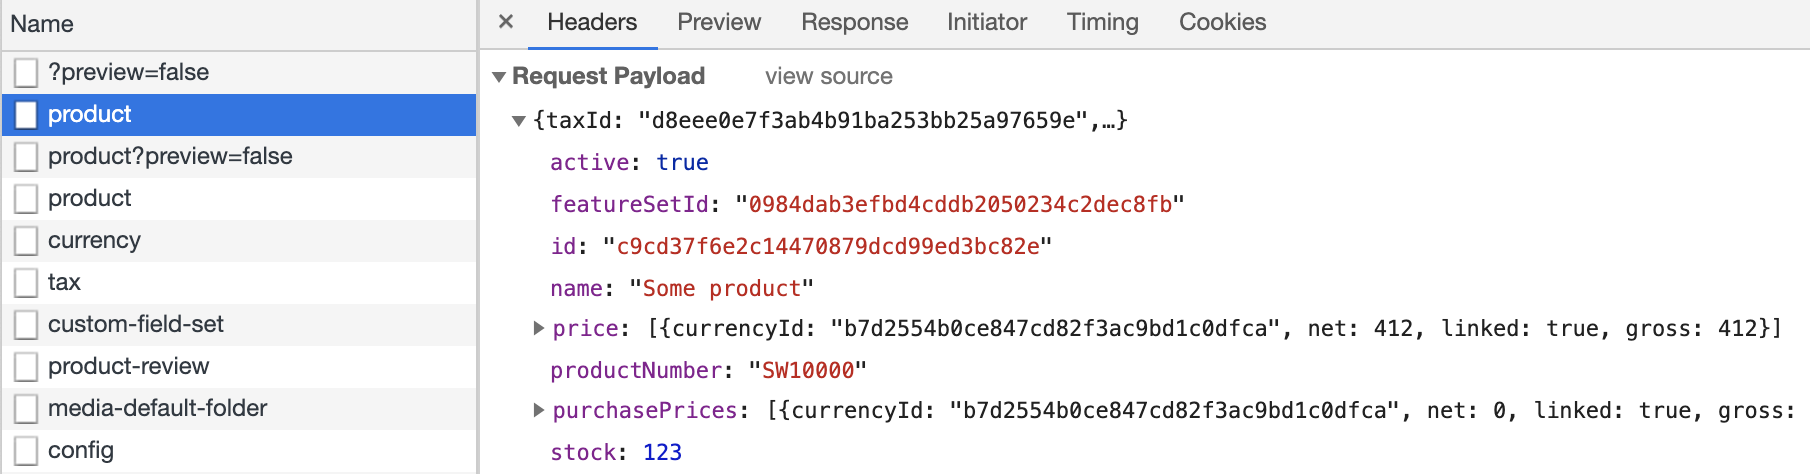 Name
?preview=false
product
product?preview=false
product
currency
tax
custom-field-set
product-review
media-default-folder
config
× Headers Preview Response Initiator Timing Cookies
▼ Request Payload view source
▼ {taxId: "d8eee0e7f3ab4b91ba253bb25a97659e",…}
active: true
featureSetId: "0984dab3efbd4cddb2050234c2dec8fb"
id: "c9cd37f6e2c14470879dcd99ed3bc82e"
name: "Some product"
▶ price: [{currencyId: "b7d2554b0ce847cd82f3ac9bd1c0dfca", net: 412, linked: true, gross: 412}]
productNumber: "SW10000"
▶ purchasePrices: [{currencyId: "b7d2554b0ce847cd82f3ac9bd1c0dfca", net: 0, linked: true, gross:
stock: 123